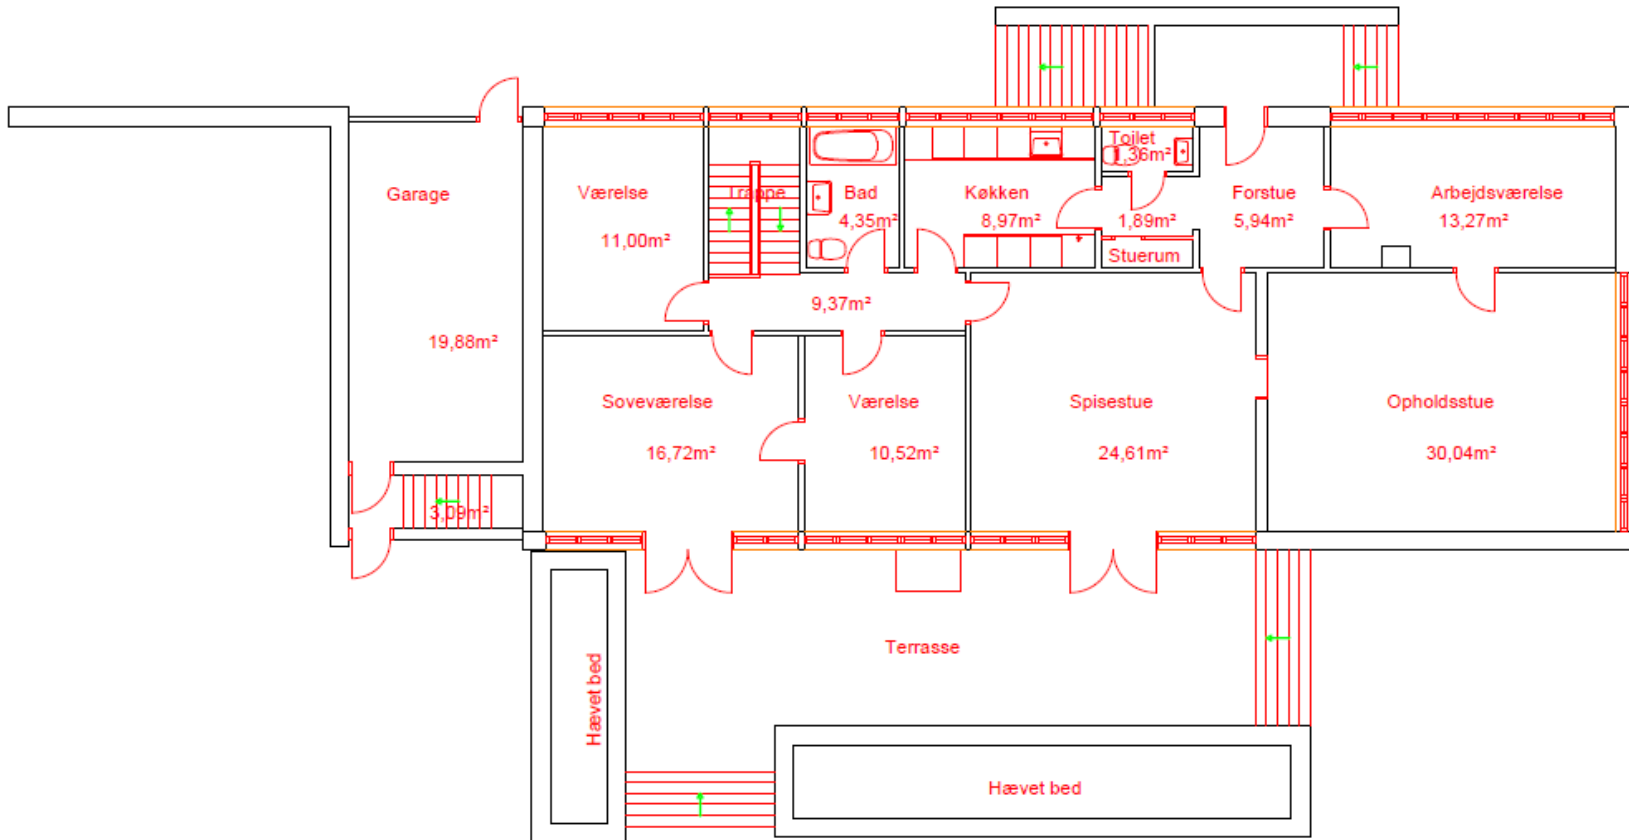 Toilet
1,36m²
Garage
Værelse
Trappe
Bad
Køkken
Forstue
Arbejdsværelse
11,00m²
4,35m²
8,97m²
1,89m²
5,94m²
13,27m²
Stuerum
9,37m²
19,88m²
Soveværelse
Værelse
Spisestue
Opholdsstue
16,72m²
10,52m²
24,61m²
30,04m²
3,09m²
Terrasse
Hævet bed
Hævet bed